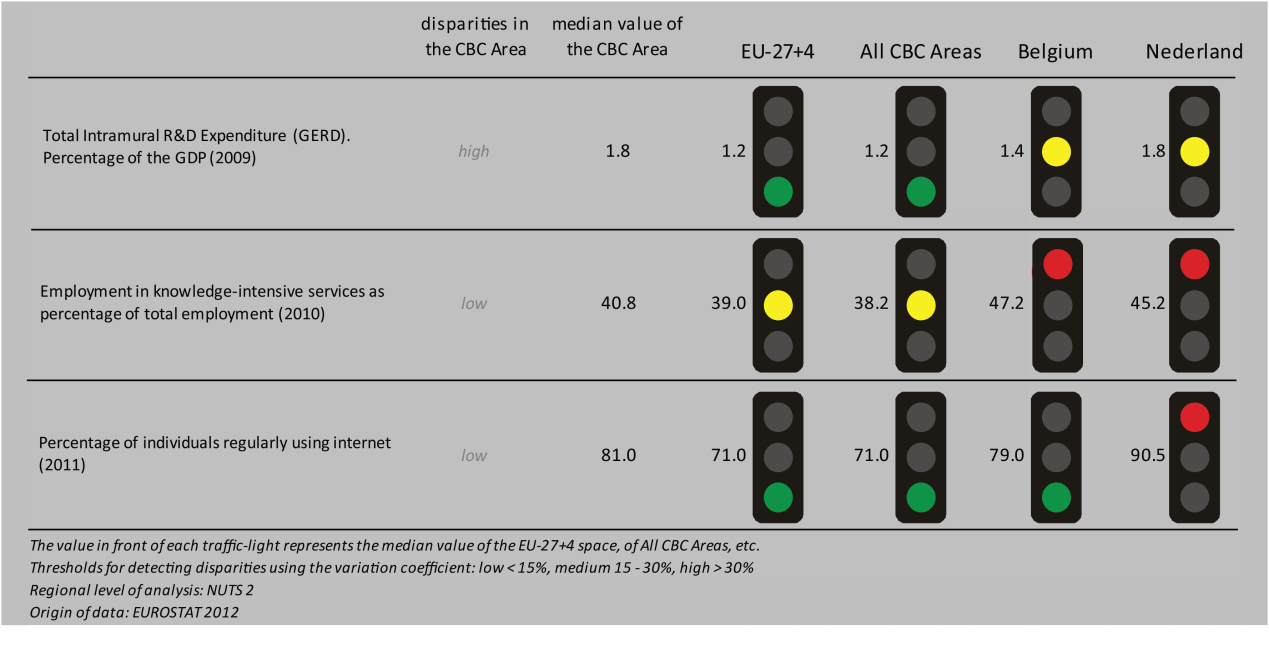 disparities in
the CBC Area
median value of
the CBC Area
EU-27+4
All CBC Areas
Belgium
Nederland
Total Intramural R&D Expenditure (GERD).
Percentage of the GDP (2009)
high
1.8
1.2
1.2
1.4
1.8
Employment in knowledge-intensive services as
percentage of total employment (2010)
low
40.8
39.0
38.2
47.2
45.2
Percentage of individuals regularly using internet
(2011)
low
81.0
71.0
71.0
79.0
90.5
The value in front of each traffic-light represents the median value of the EU-27+4 space, of All CBC Areas, etc.
Thresholds for detecting disparities using the variation coefficient: low < 15%, medium 15 - 30%, high > 30%
Regional level of analysis: NUTS 2
Origin of data: EUROSTAT 2012